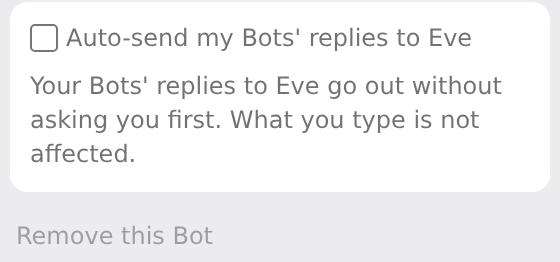 Auto-send my Bots' replies to Eve
Your Bots' replies to Eve go out without
asking you first. What you type is not
affected.
Remove this Bot